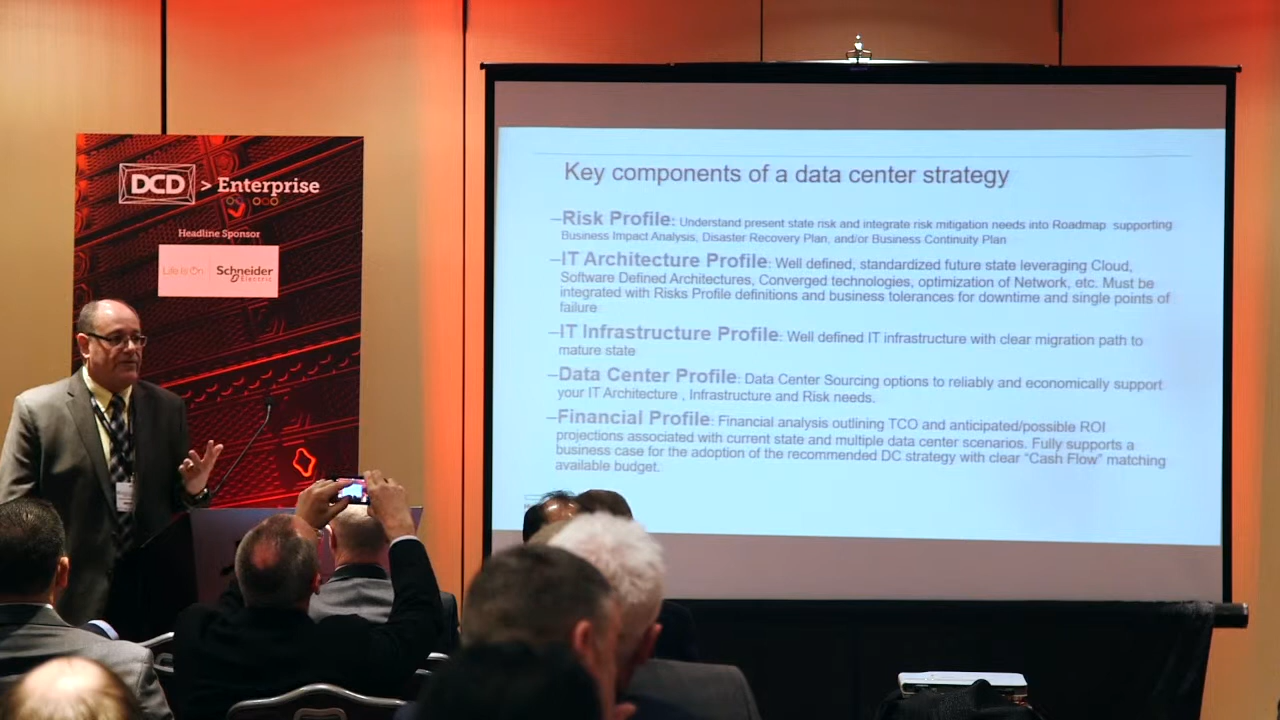 DCD > Enterprise
Headline Sponsor
Life Is On
Schneider
Electric
Key components of a data center strategy
–Risk Profile: Understand present state risk and integrate risk mitigation needs into Roadmap supporting
Business Impact Analysis, Disaster Recovery Plan, and/or Business Continuity Plan
–IT Architecture Profile: Well defined, standardized future state leveraging Cloud,
Software Defined Architectures, Converged technologies, optimization of Network, etc. Must be
integrated with Risks Profile definitions and business tolerances for downtime and single points of
failure
–IT Infrastructure Profile: Well defined IT infrastructure with clear migration path to
mature state
–Data Center Profile: Data Center Sourcing options to reliably and economically support
your IT Architecture , Infrastructure and Risk needs.
–Financial Profile: Financial analysis outlining TCO and anticipated/possible ROI
projections associated with current state and multiple data center scenarios. Fully supports a
business case for the adoption of the recommended DC strategy with clear “Cash Flow” matching
available budget.